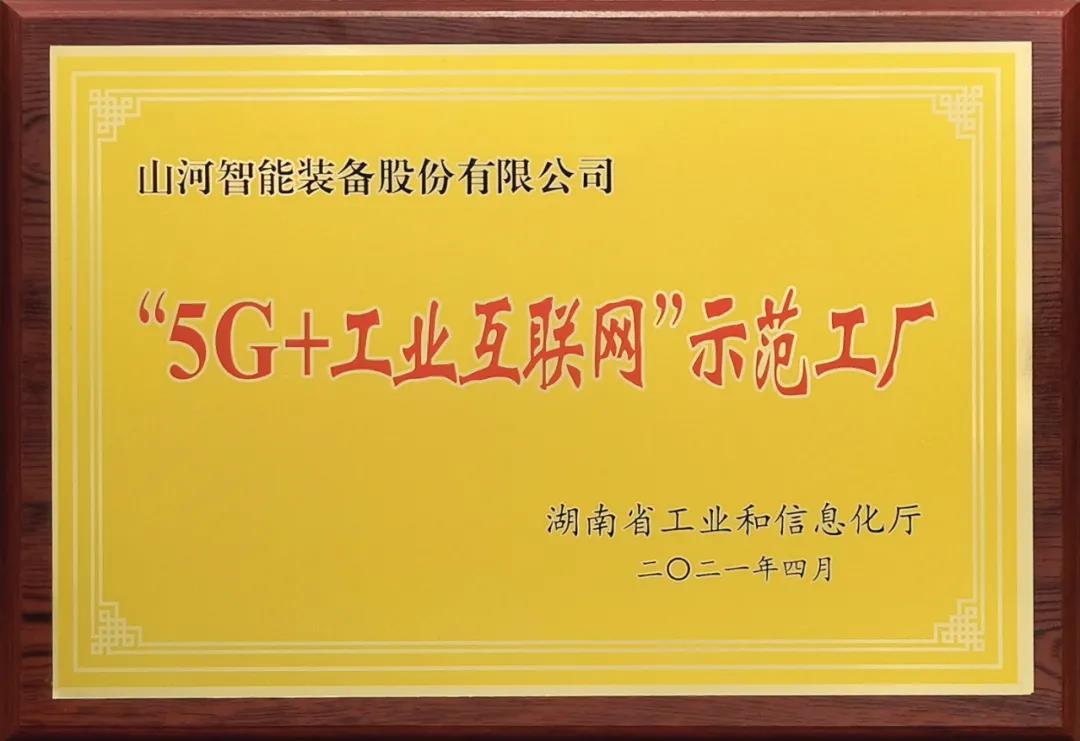 山河智能装备股份有限公司
“5G+工业互联网”示范工厂
湖南省工业和信息化厅
二〇二一年四月